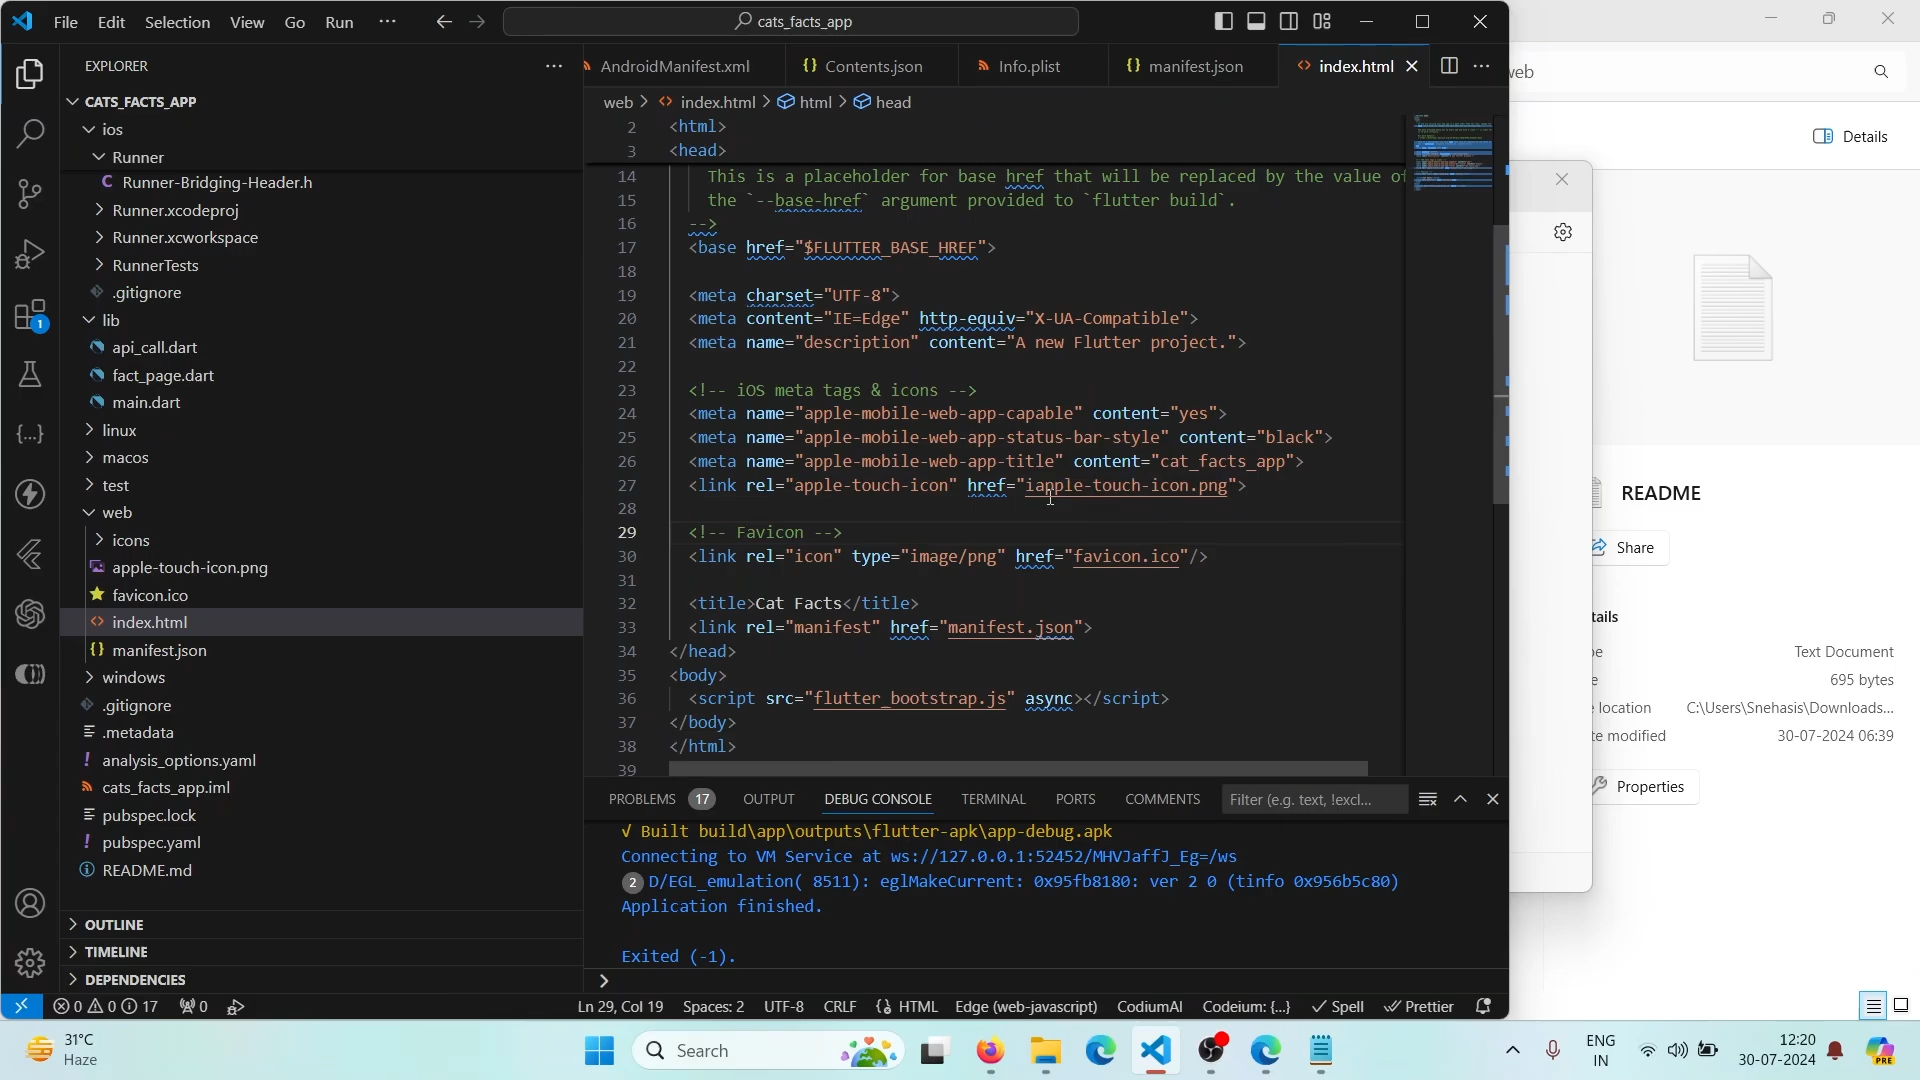 File Edit Selection View Go Run ···
cats_facts_app
EXPLORER
CATS_FACTS_APP
ios
Runner
Runner-Bridging-Header.h
Runner.xcodeproj
Runner.xcworkspace
RunnerTests
.gitignore
lib
api_call.dart
fact_page.dart
main.dart
linux
macos
test
web
icons
apple-touch-icon.png
favicon.ico
index.html
manifest.json
windows
.gitignore
.metadata
analysis_options.yaml
cats_facts_app.iml
pubspec.lock
pubspec.yaml
README.md
OUTLINE
TIMELINE
DEPENDENCIES
1
AndroidManifest.xml Contents.json Info.plist manifest.json index.html
web > index.html > html > head
2 <html>
3 <head>
14 This is a placeholder for base href that will be replaced by the value of
15 the `--base-href` argument provided to `flutter build`.
16 -->
17 <base href="$FLUTTER_BASE_HREF">
18
19 <meta charset="UTF-8">
20 <meta content="IE=Edge" http-equiv="X-UA-Compatible">
21 <meta name="description" content="A new Flutter project.">
22
23 <!-- iOS meta tags & icons -->
24 <meta name="apple-mobile-web-app-capable" content="yes">
25 <meta name="apple-mobile-web-app-status-bar-style" content="black">
26 <meta name="apple-mobile-web-app-title" content="cat_facts_app">
27 <link rel="apple-touch-icon" href="iapple-touch-icon.png">
28
29 <!-- Favicon -->
30 <link rel="icon" type="image/png" href="favicon.ico"/>
31
32 <title>Cat Facts</title>
33 <link rel="manifest" href="manifest.json">
34 </head>
35 <body>
36 <script src="flutter_bootstrap.js" async></script>
37 </body>
38 </html>
39
PROBLEMS 17 OUTPUT DEBUG CONSOLE TERMINAL PORTS COMMENTS Filter (e.g. text, !excl...
√ Built build\app\outputs\flutter-apk\app-debug.apk
Connecting to VM Service at ws://127.0.0.1:52452/MHVJaffJ_Eg=/ws
2 D/EGL_emulation( 8511): eglMakeCurrent: 0x95fb8180: ver 2 0 (tinfo 0x956b5c80)
Application finished.
Exited (-1).
0 0 17 0 Ln 29, Col 19 Spaces: 2 UTF-8 CRLF HTML Edge (web-javascript) CodiumAI Codeium: {...} Spell Prettier
web
Details
README
Share
tails
Text Document
695 bytes
location C:\Users\Snehasis\Downloads...
te modified 30-07-2024 06:39
Properties
31°C
Haze
Search
ENG
IN
12:20
30-07-2024
PRE